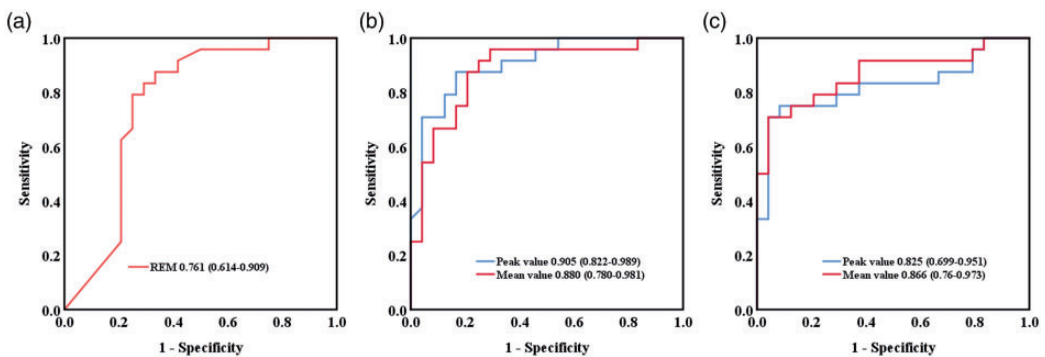 (a)
1.0
0.8
0.6
0.4
0.2
0.0
Sensitivity
REM 0.761 (0.614-0.909)
0.0 0.2 0.4 0.6 0.8 1.0
1 - Specificity
(b)
1.0
0.8
0.6
0.4
0.2
0.0
Sensitivity
Peak value 0.905 (0.822-0.989)
Mean value 0.880 (0.780-0.981)
0.0 0.2 0.4 0.6 0.8 1.0
1 - Specificity
(c)
1.0
0.8
0.6
0.4
0.2
0.0
Sensitivity
Peak value 0.825 (0.699-0.951)
Mean value 0.866 (0.76-0.973)
0.0 0.2 0.4 0.6 0.8 1.0
1 - Specificity